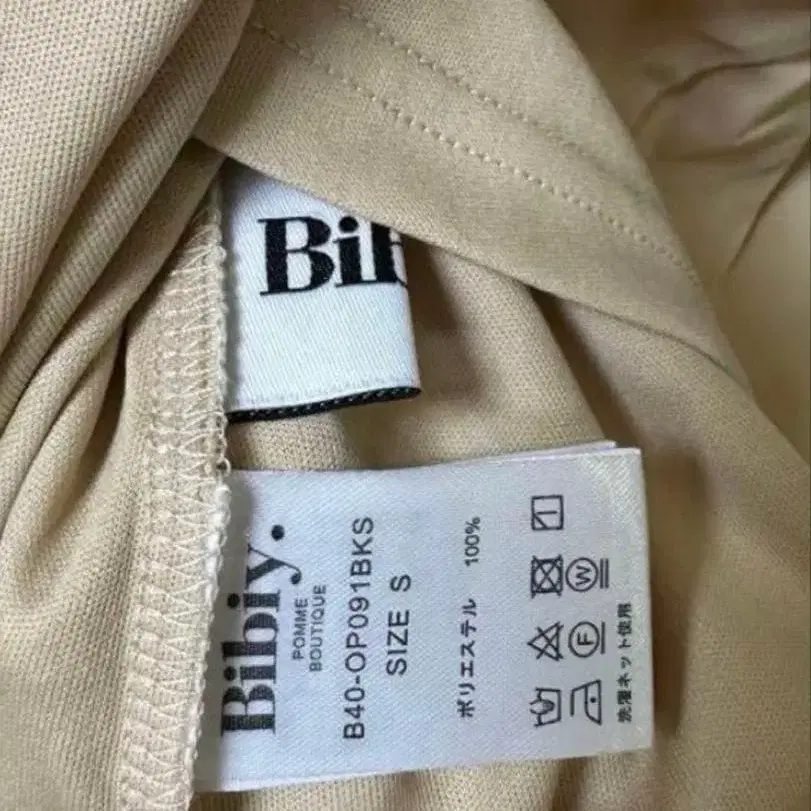 Bib
Bibiy.
POMME
BOUTIQUE
B40-OP091BKS
SIZE S
ポリエステル 100%
W
F
洗濯ネット使用